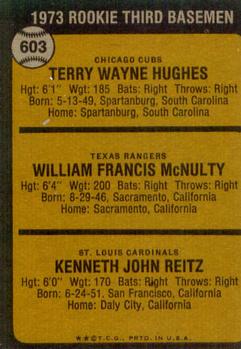 1973 ROOKIE THIRD BASEMEN
603
CHICAGO CUBS
TERRY WAYNE HUGHES
Hgt: 6'1" Wgt: 185 Bats: Right Throws: Right
Born: 5-13-49, Spartanburg, South Carolina
Home: Spartanburg, South Carolina
TEXAS RANGERS
WILLIAM FRANCIS McNULTY
Hgt: 6'4" Wgt: 200 Bats: Right Throws: Right
Born: 8-29-46, Sacramento, California
Home: Sacramento, California
ST. LOUIS CARDINALS
KENNETH JOHN REITZ
Hgt: 6'0" Wgt: 170 Bats: Right Throws: Right
Born: 6-24-51. San Francisco, California
Home: Daly City, California
★★©T.C.G., PRTD. IN U.S.A.